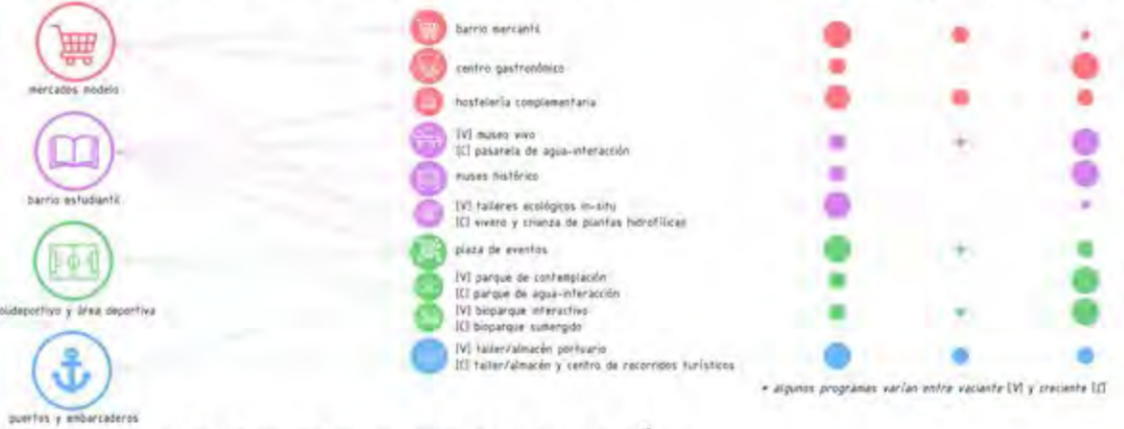 mercados modelo
barrio estudiantil
polideportivo y área deportiva
puertos y embarcaderos
barrio mercantil
centro gastronómico
hostelería complementaria
[V] museo vivo
[C] pasarela de agua-interacción
museo histórico
[V] talleres ecológicos in-situ
[C] vivero y crianza de plantas hidrofílicas
plaza de eventos
[V] parque de contemplación
[C] parque de agua-interacción
[V] bioparque interactivo
[C] bioparque sumergido
[V] taller/almacén portuario
[C] taller/almacén y centro de recorridos turísticos
* algunos programas varían entre vaciante [V] y creciente [C]